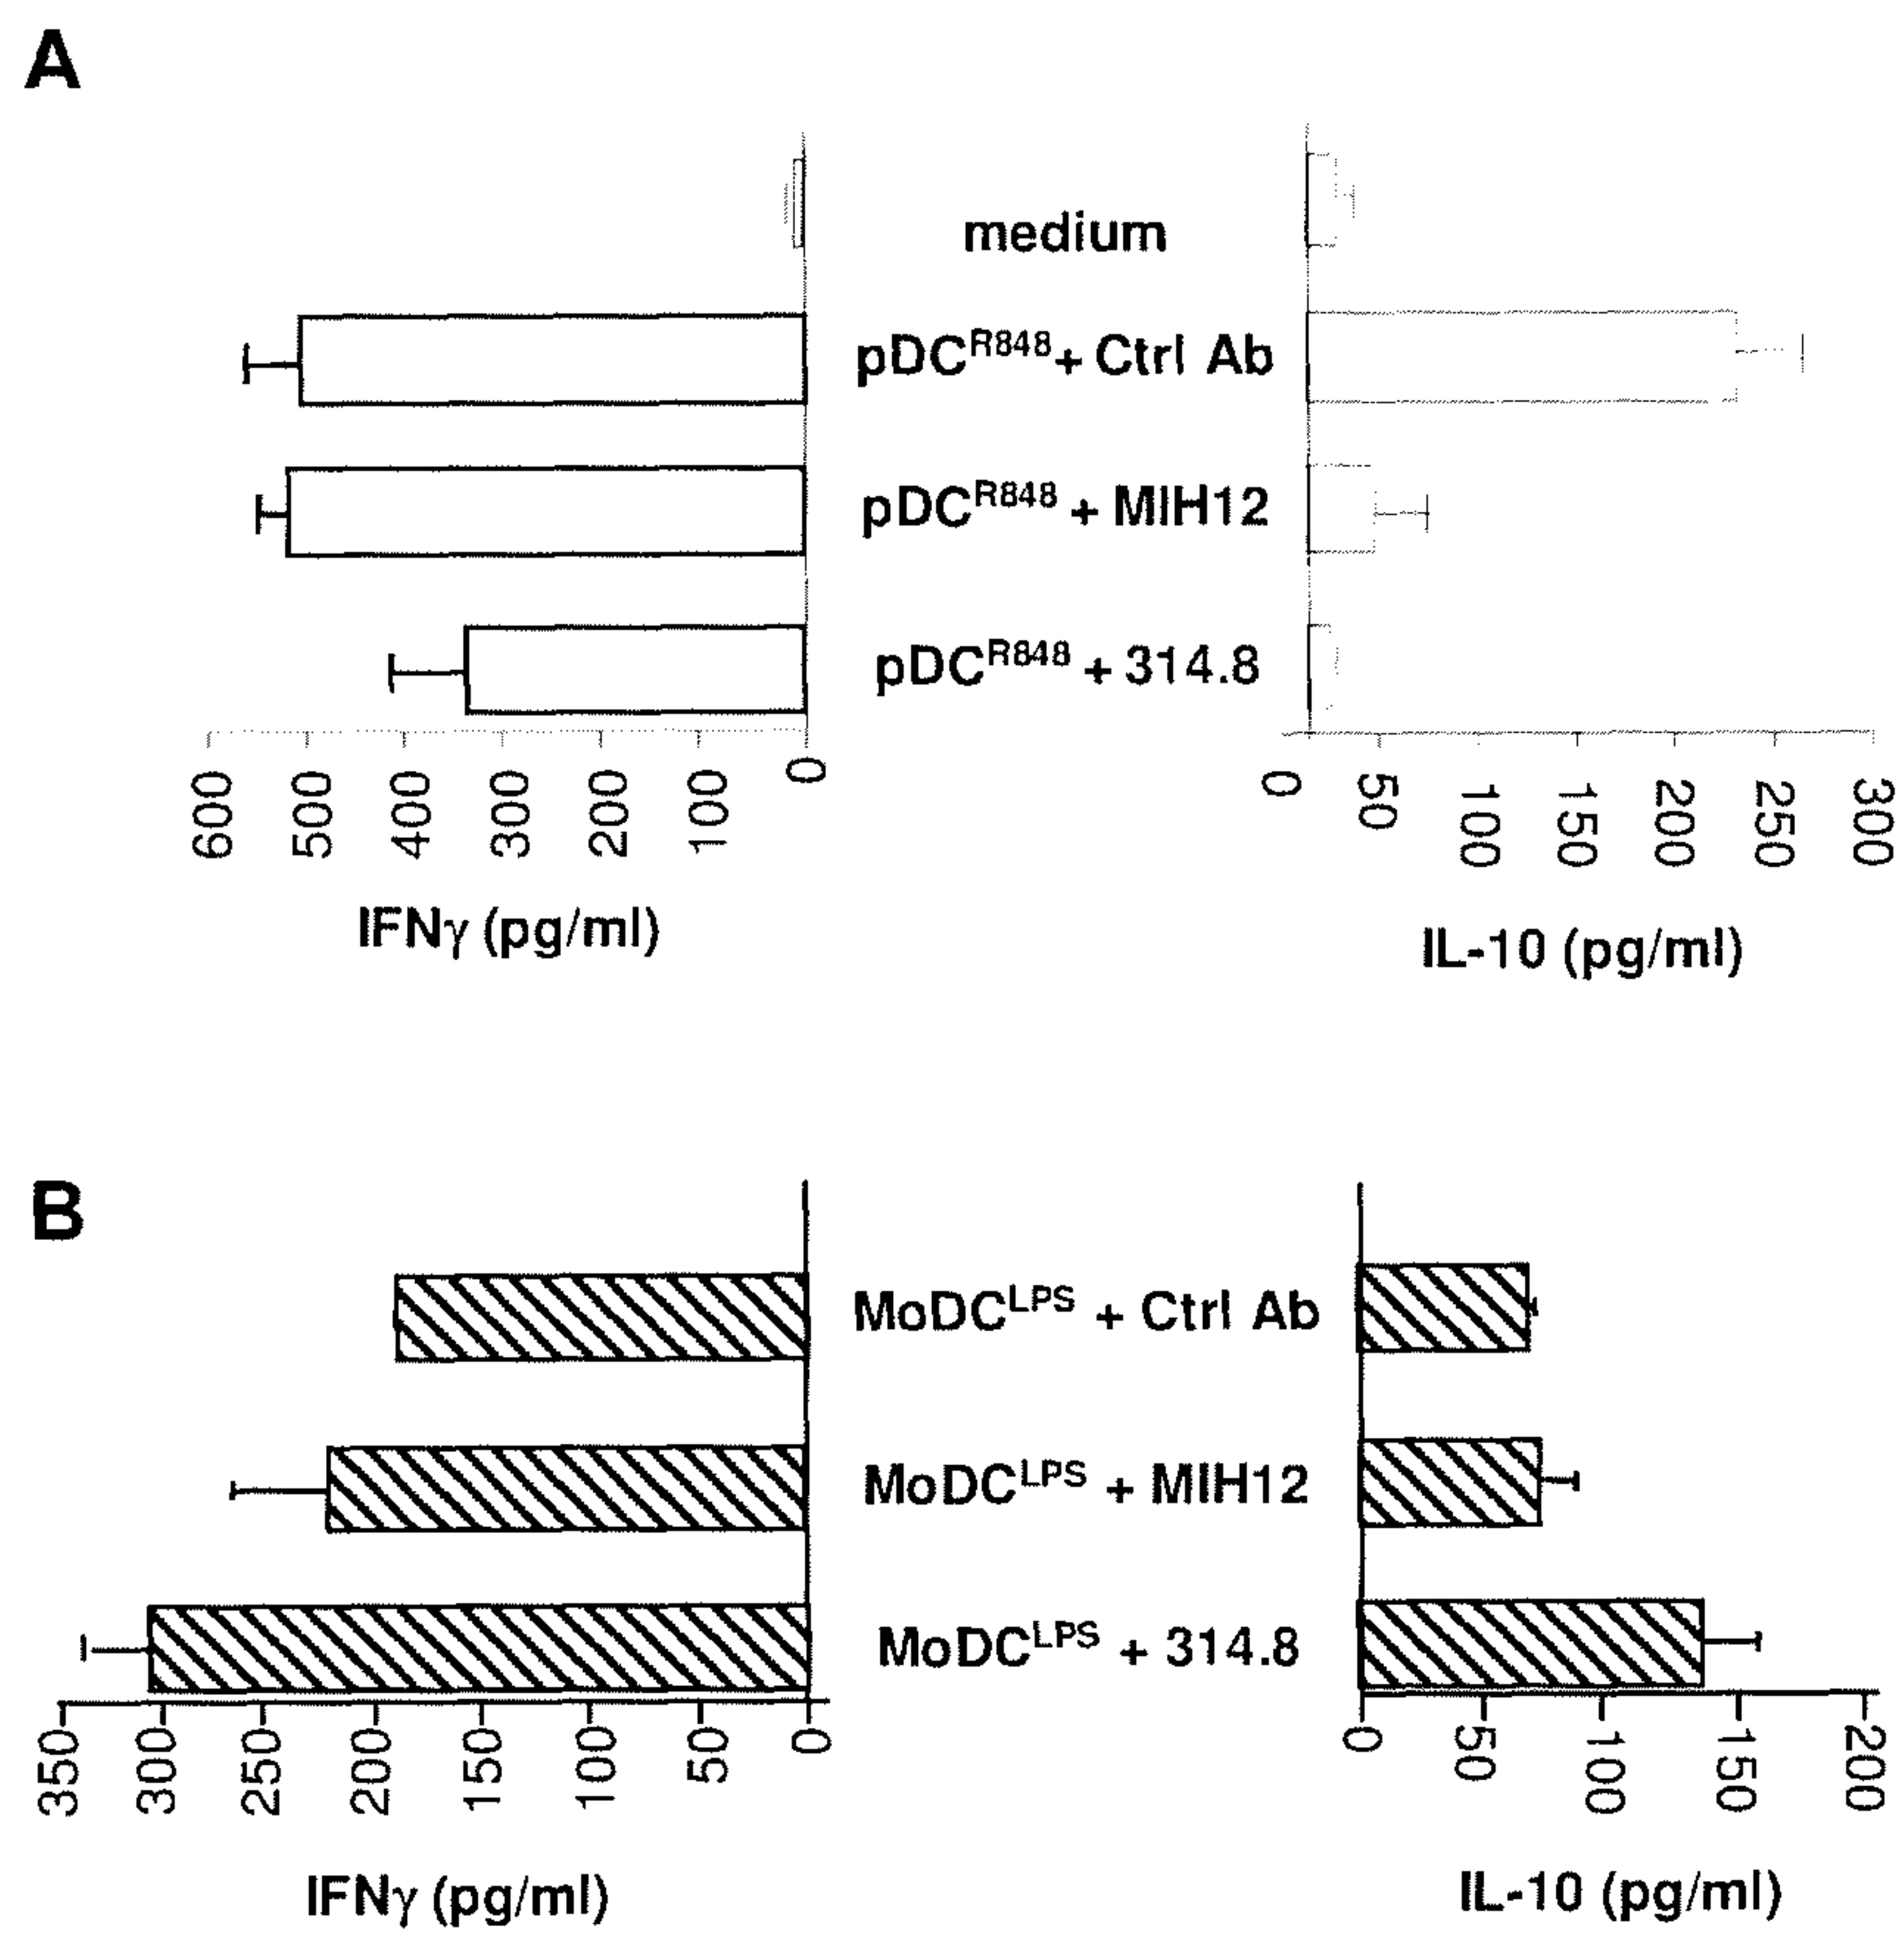 A
medium
pDC^R848 + Ctrl Ab
pDC^R848 + MIH12
pDC^R848 + 314.8
600 500 400 300 200 100 0
0 50 100 150 200 250 300
IFNγ (pg/ml)
IL-10 (pg/ml)
B
MoDC^LPS + Ctrl Ab
MoDC^LPS + MIH12
MoDC^LPS + 314.8
350 300 250 200 150 100 50 0
0 50 100 150 200
IFNγ (pg/ml)
IL-10 (pg/ml)